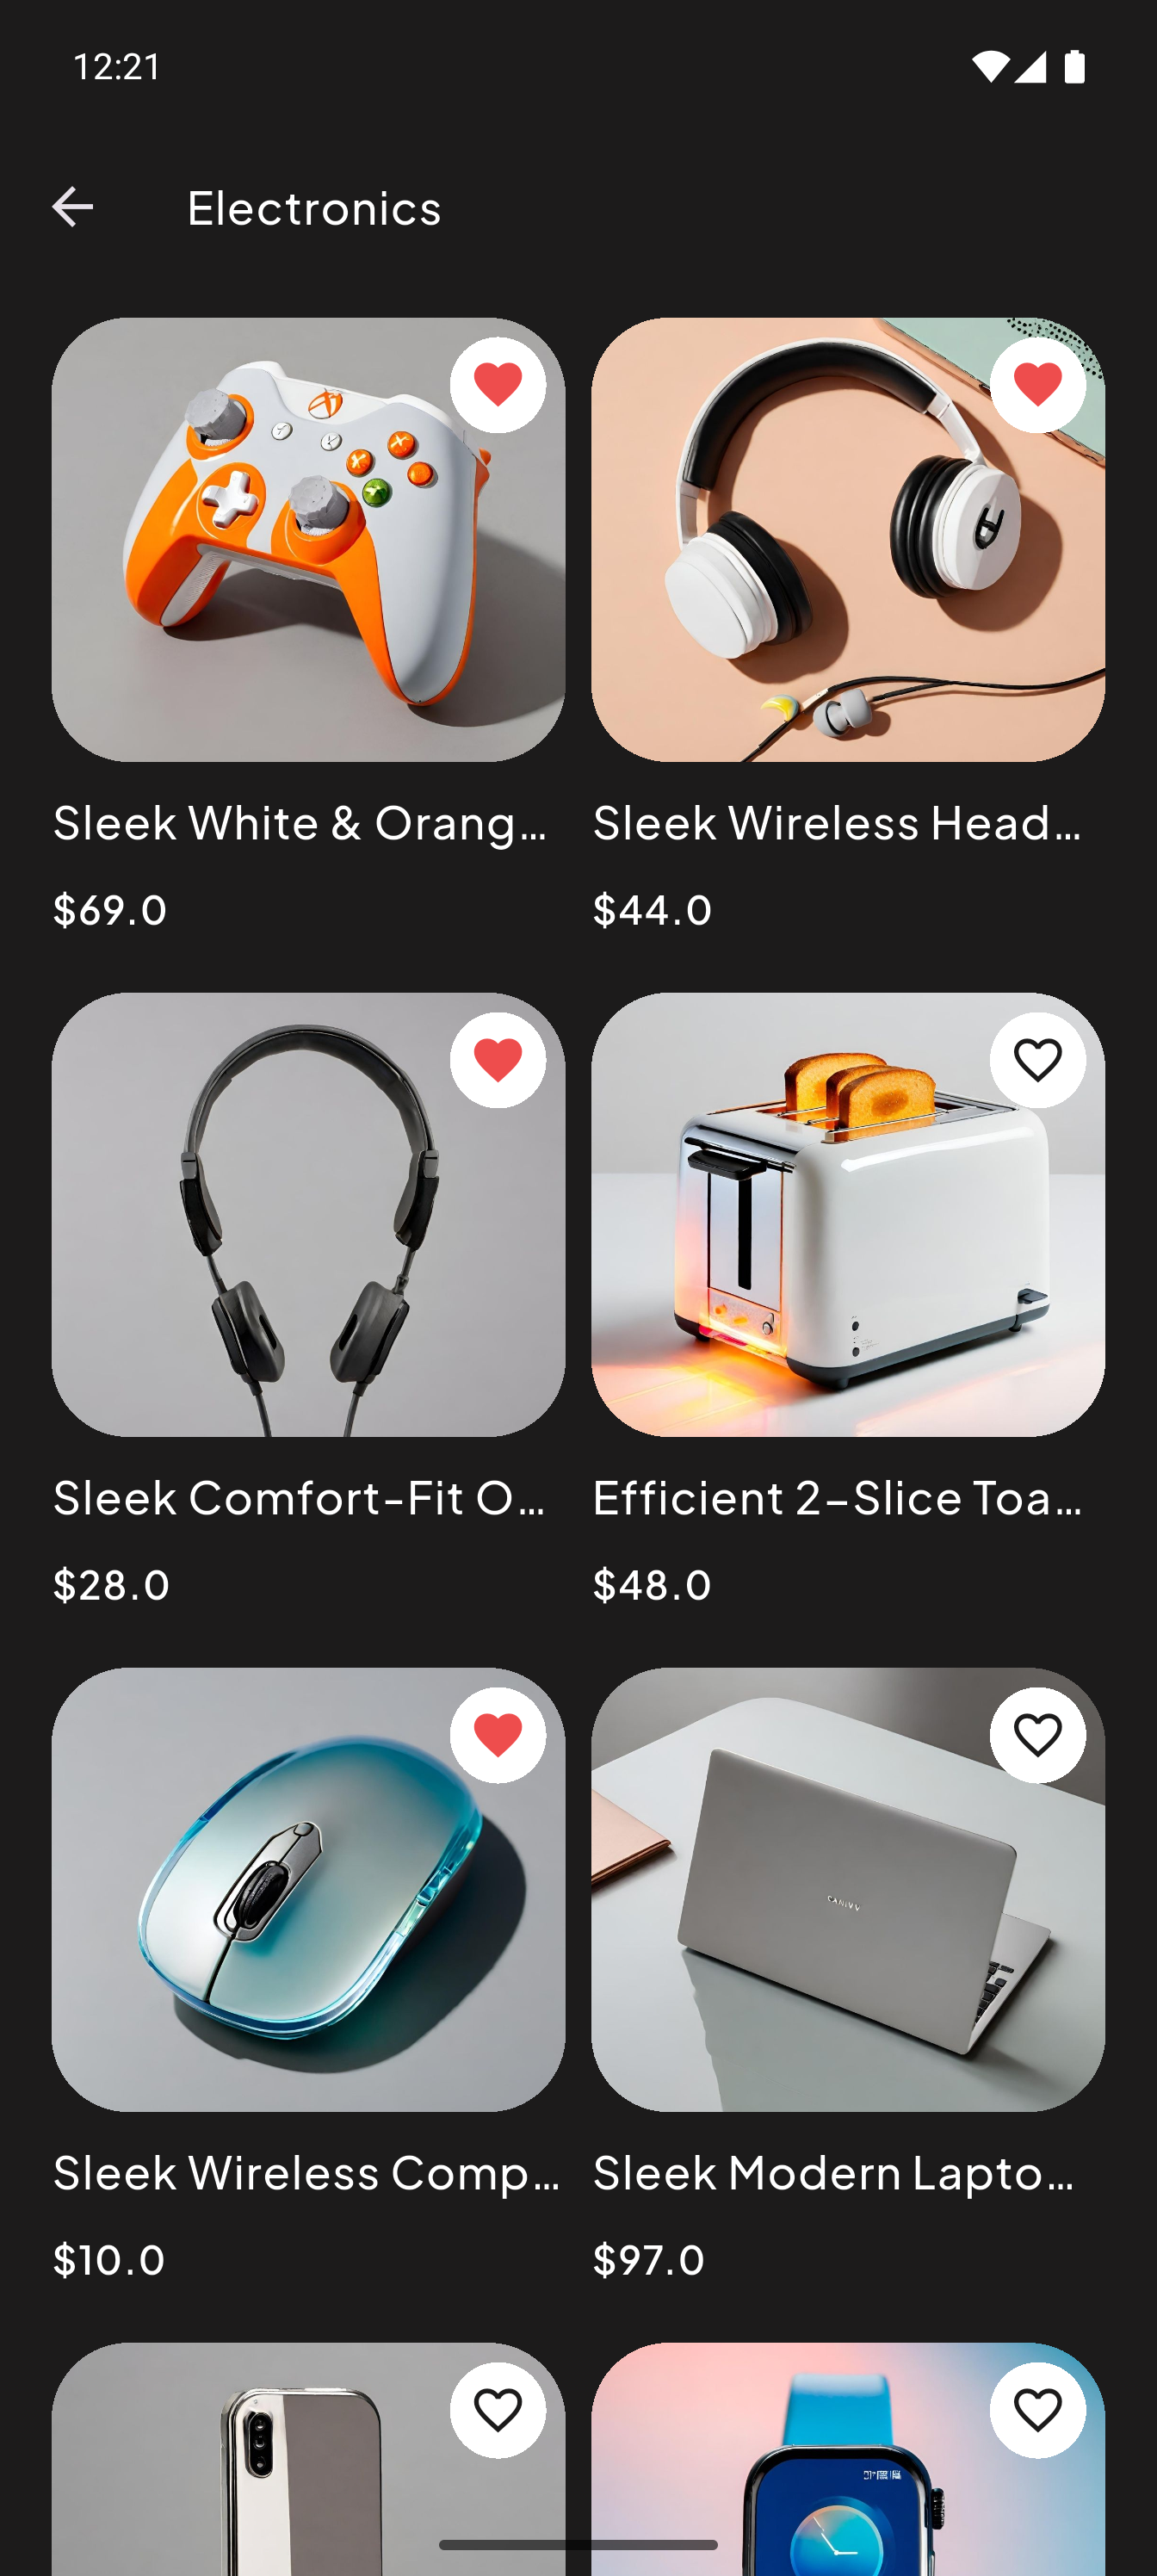 12:21
Electronics
Sleek White & Orang...
Sleek Wireless Head...
$69.0
$44.0
Sleek Comfort-Fit O...
Efficient 2-Slice Toa...
$28.0
$48.0
Sleek Wireless Comp...
Sleek Modern Lapto...
$10.0
$97.0